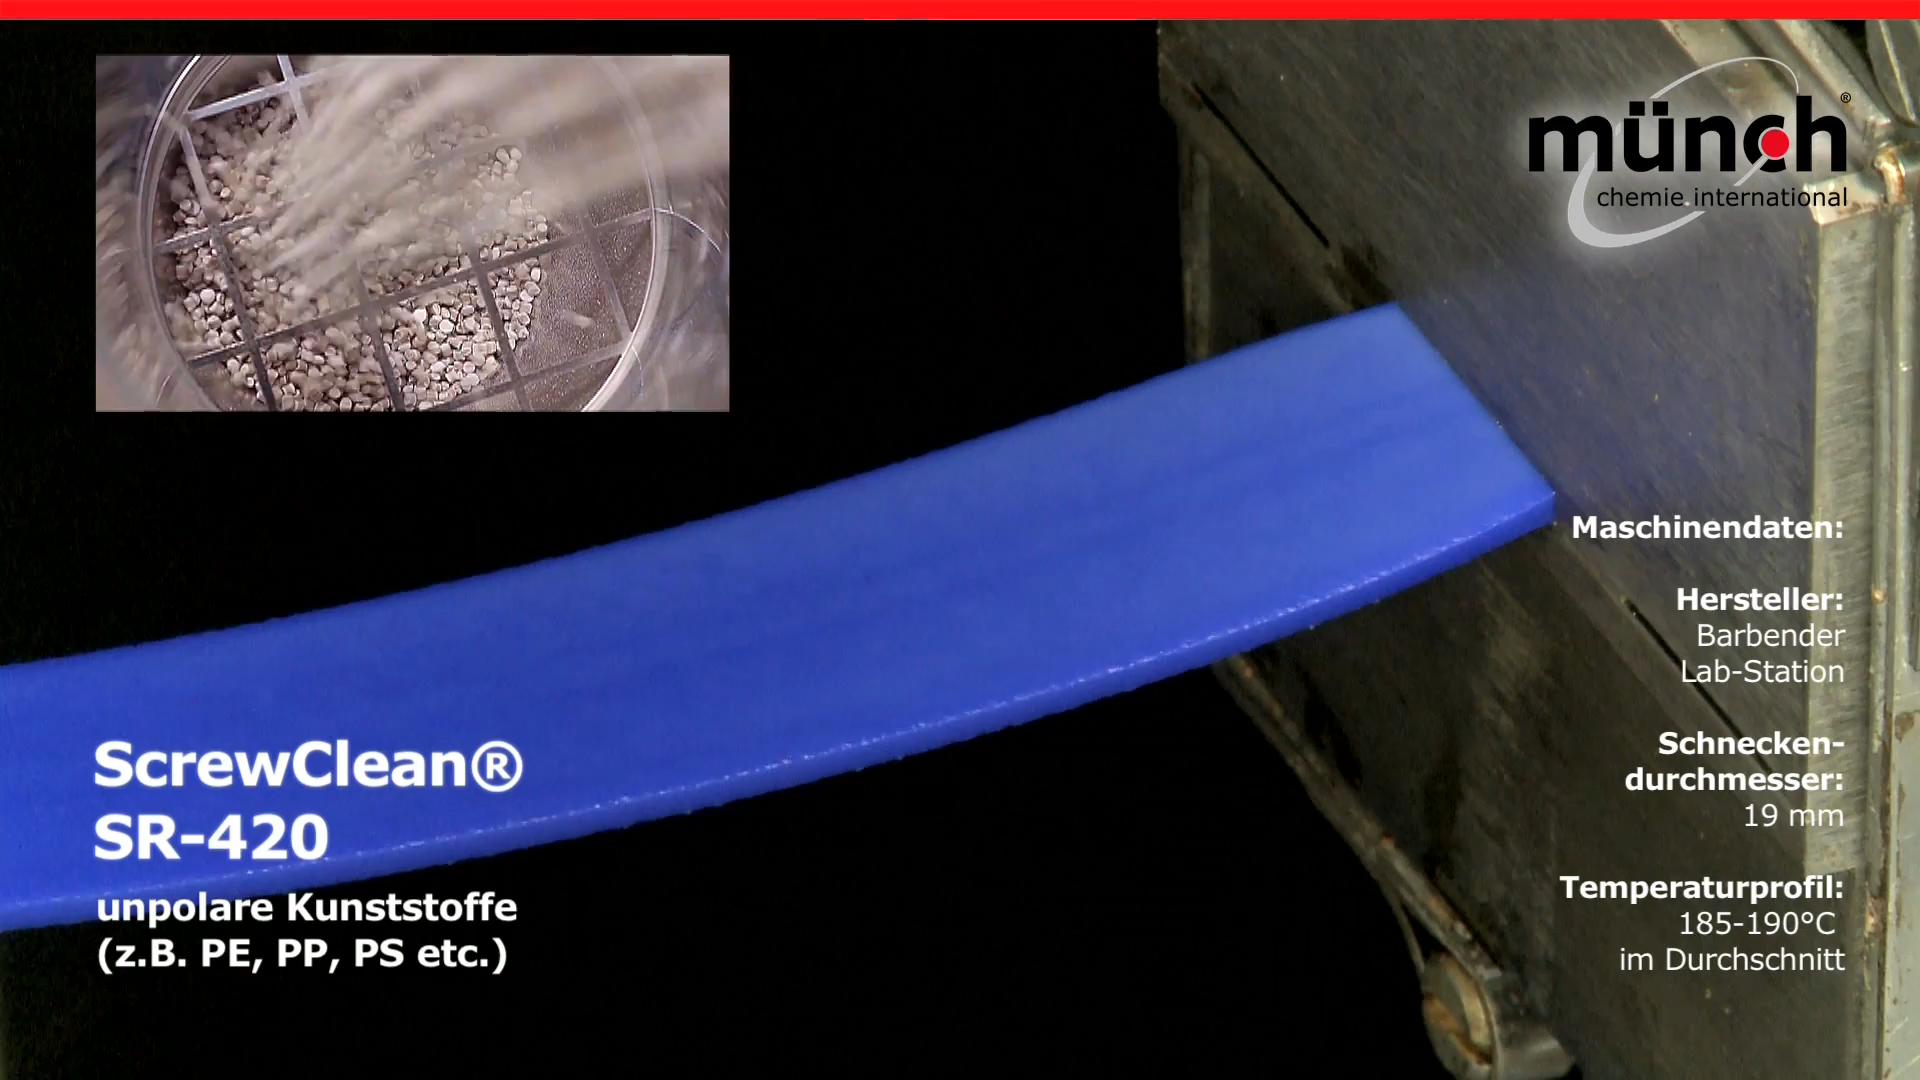 münch®
chemie international
Maschinendaten:
Hersteller:
Barbender
Lab-Station
Schnecken-
durchmesser:
19 mm
Temperaturprofil:
185-190°C
im Durchschnitt
ScrewClean®
SR-420
unpolare Kunststoffe
(z.B. PE, PP, PS etc.)